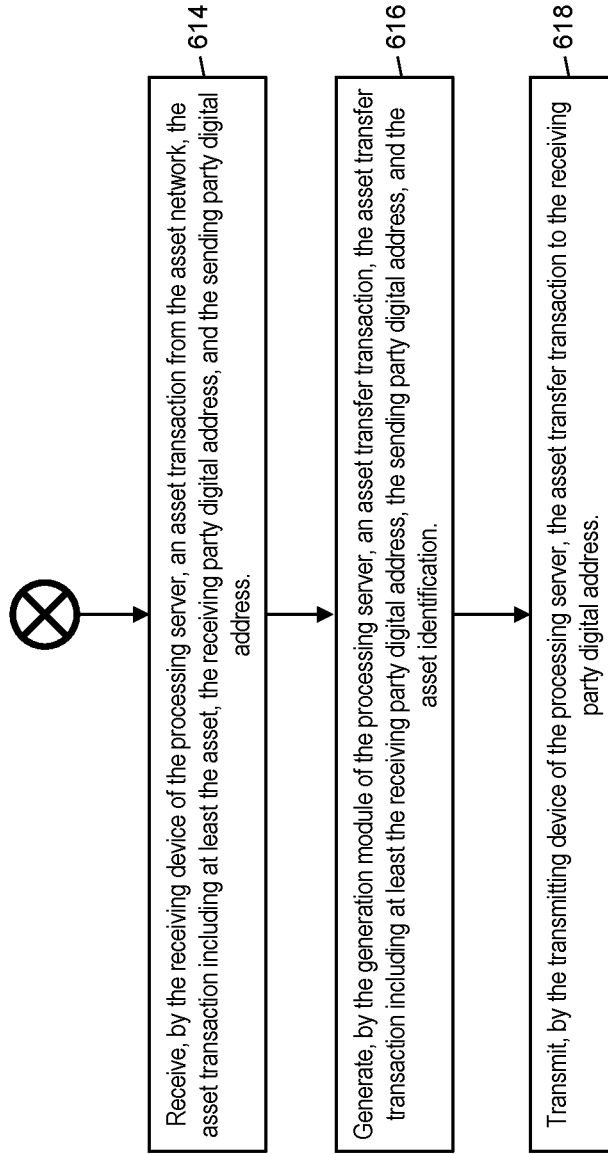 614
Receive, by the receiving device of the processing server, an asset transaction from the asset network, the
asset transaction including at least the asset, the receiving party digital address, and the sending party digital
address.
616
Generate, by the generation module of the processing server, an asset transfer transaction, the asset transfer
transaction including at least the receiving party digital address, the sending party digital address, and the
asset identification.
618
Transmit, by the transmitting device of the processing server, the asset transfer transaction to the receiving
party digital address.